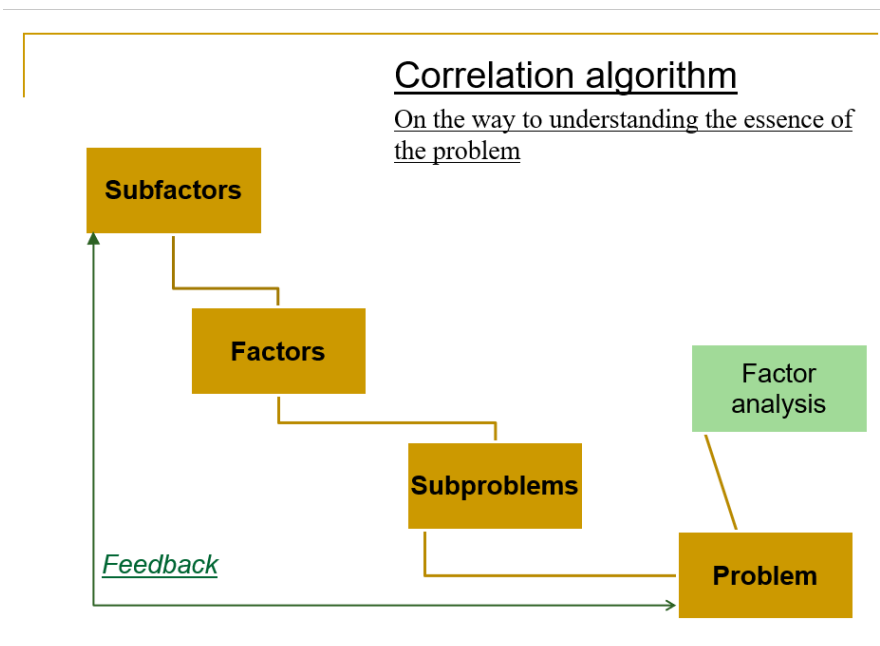 Correlation algorithm
On the way to understanding the essence of
the problem
Subfactors
Factors
Factor
analysis
Subproblems
Feedback
Problem